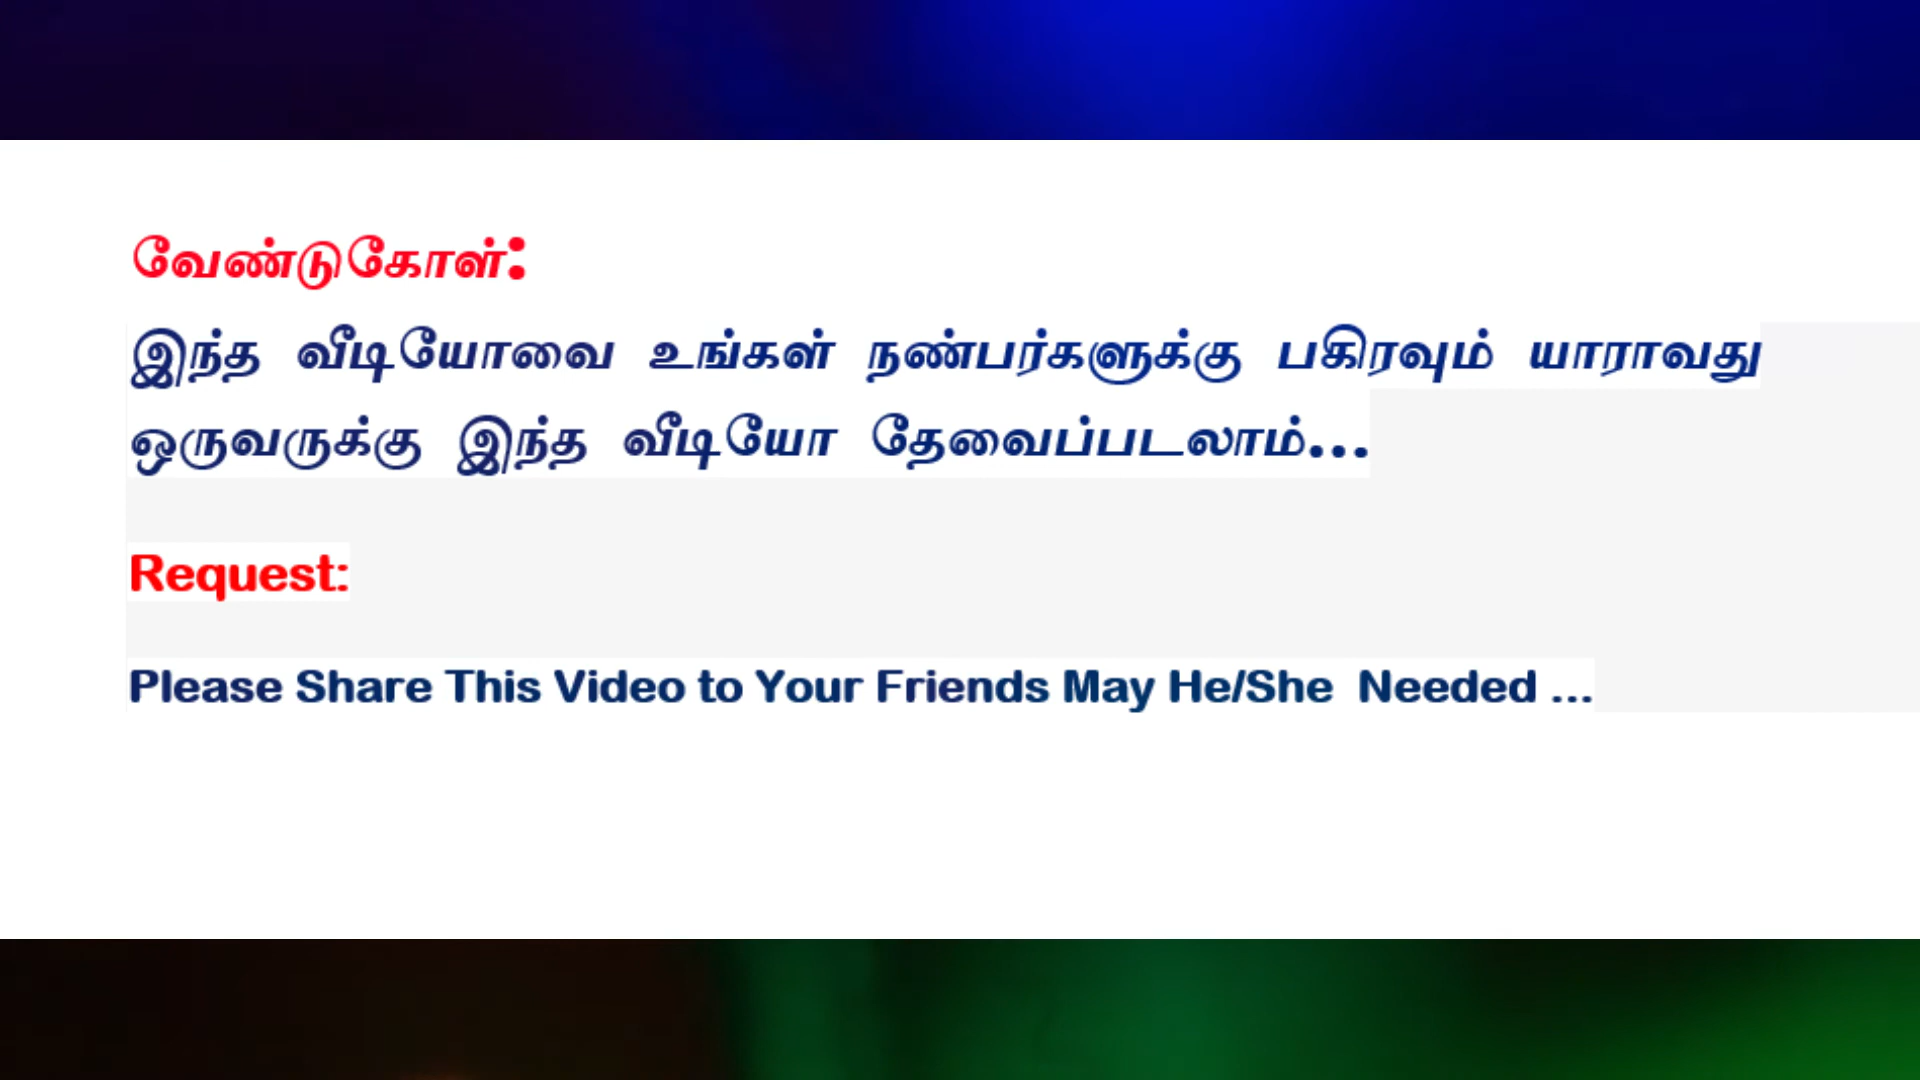 வேண்டுகோள்:
இந்த வீடியோவை உங்கள் நண்பர்களுக்கு பகிரவும் யாராவது
ஒருவருக்கு இந்த வீடியோ தேவைப்படலாம்...
Request:
Please Share This Video to Your Friends May He/She Needed ...